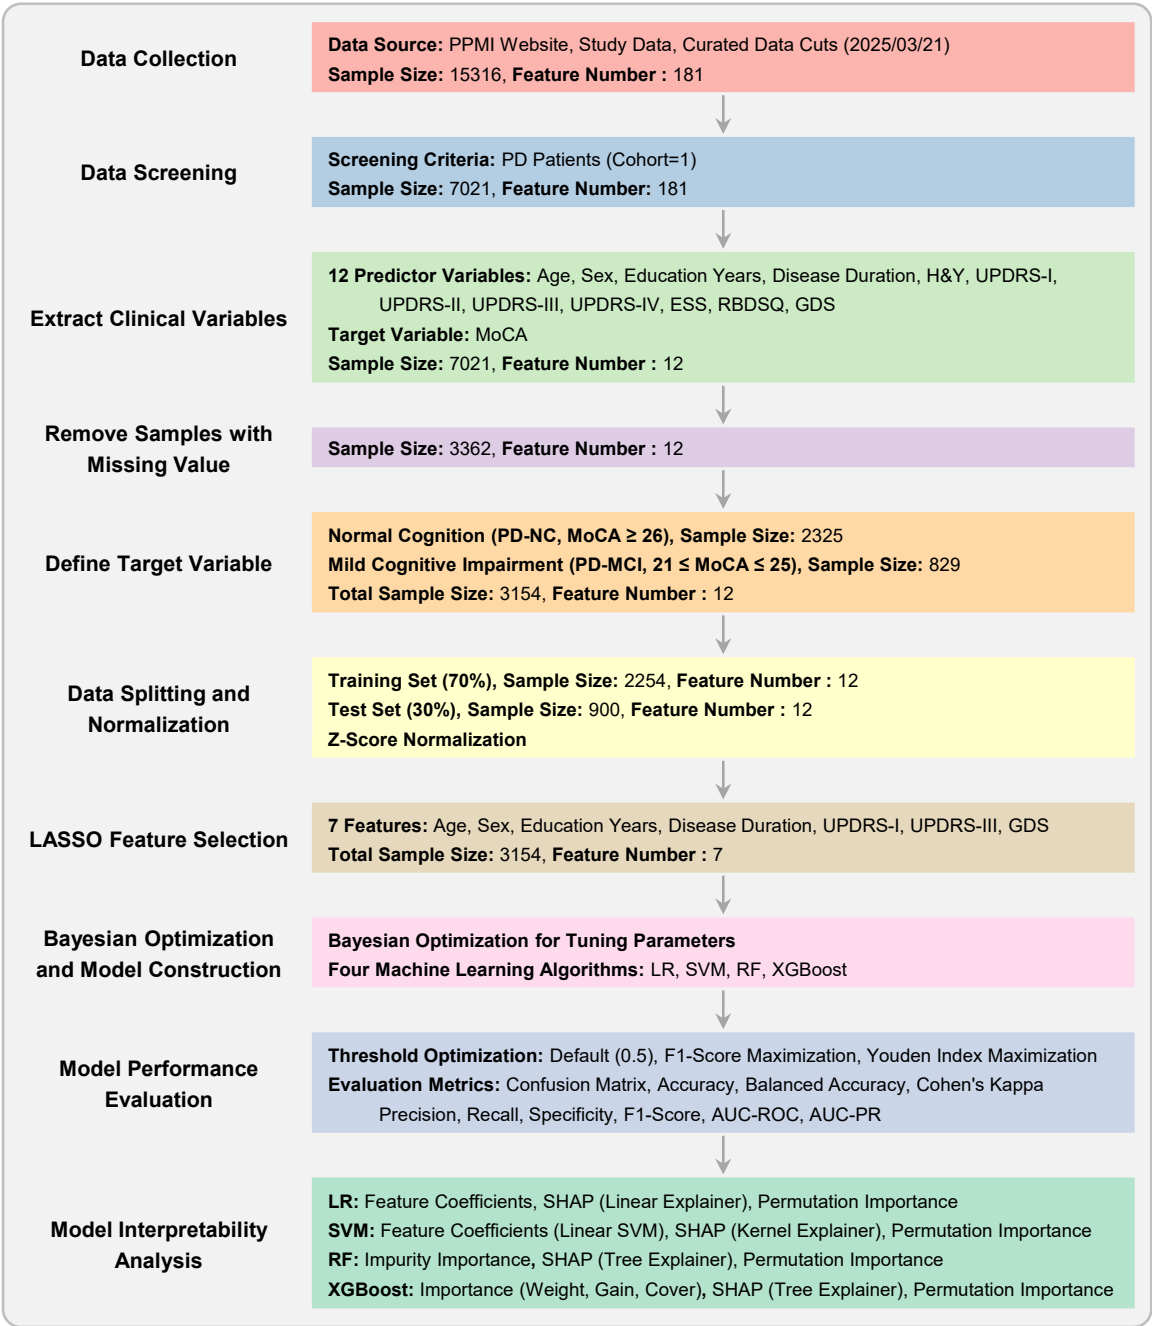 Data Collection
Data Source: PPMI Website, Study Data, Curated Data Cuts (2025/03/21)
Sample Size: 15316, Feature Number : 181
Data Screening
Screening Criteria: PD Patients (Cohort=1)
Sample Size: 7021, Feature Number: 181
Extract Clinical Variables
12 Predictor Variables: Age, Sex, Education Years, Disease Duration, H&Y, UPDRS-I,
UPDRS-II, UPDRS-III, UPDRS-IV, ESS, RBDSQ, GDS
Target Variable: MoCA
Sample Size: 7021, Feature Number : 12
Remove Samples with
Missing Value
Sample Size: 3362, Feature Number : 12
Define Target Variable
Normal Cognition (PD-NC, MoCA ≥ 26), Sample Size: 2325
Mild Cognitive Impairment (PD-MCI, 21 ≤ MoCA ≤ 25), Sample Size: 829
Total Sample Size: 3154, Feature Number : 12
Data Splitting and
Normalization
Training Set (70%), Sample Size: 2254, Feature Number : 12
Test Set (30%), Sample Size: 900, Feature Number : 12
Z-Score Normalization
LASSO Feature Selection
7 Features: Age, Sex, Education Years, Disease Duration, UPDRS-I, UPDRS-III, GDS
Total Sample Size: 3154, Feature Number : 7
Bayesian Optimization
and Model Construction
Bayesian Optimization for Tuning Parameters
Four Machine Learning Algorithms: LR, SVM, RF, XGBoost
Model Performance
Evaluation
Threshold Optimization: Default (0.5), F1-Score Maximization, Youden Index Maximization
Evaluation Metrics: Confusion Matrix, Accuracy, Balanced Accuracy, Cohen's Kappa
Precision, Recall, Specificity, F1-Score, AUC-ROC, AUC-PR
Model Interpretability
Analysis
LR: Feature Coefficients, SHAP (Linear Explainer), Permutation Importance
SVM: Feature Coefficients (Linear SVM), SHAP (Kernel Explainer), Permutation Importance
RF: Impurity Importance, SHAP (Tree Explainer), Permutation Importance
XGBoost: Importance (Weight, Gain, Cover), SHAP (Tree Explainer), Permutation Importance